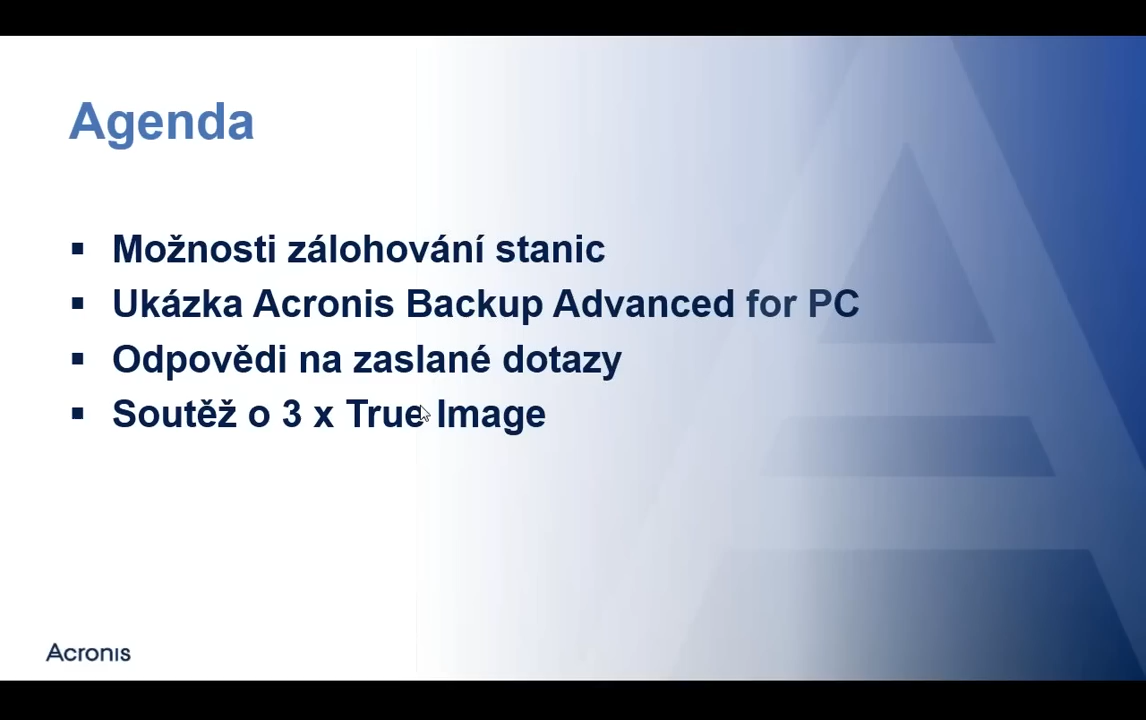 Agenda
Možnosti zálohování stanic
Ukázka Acronis Backup Advanced for PC
Odpovědi na zaslané dotazy
Soutěž o 3 x True Image
Acronis